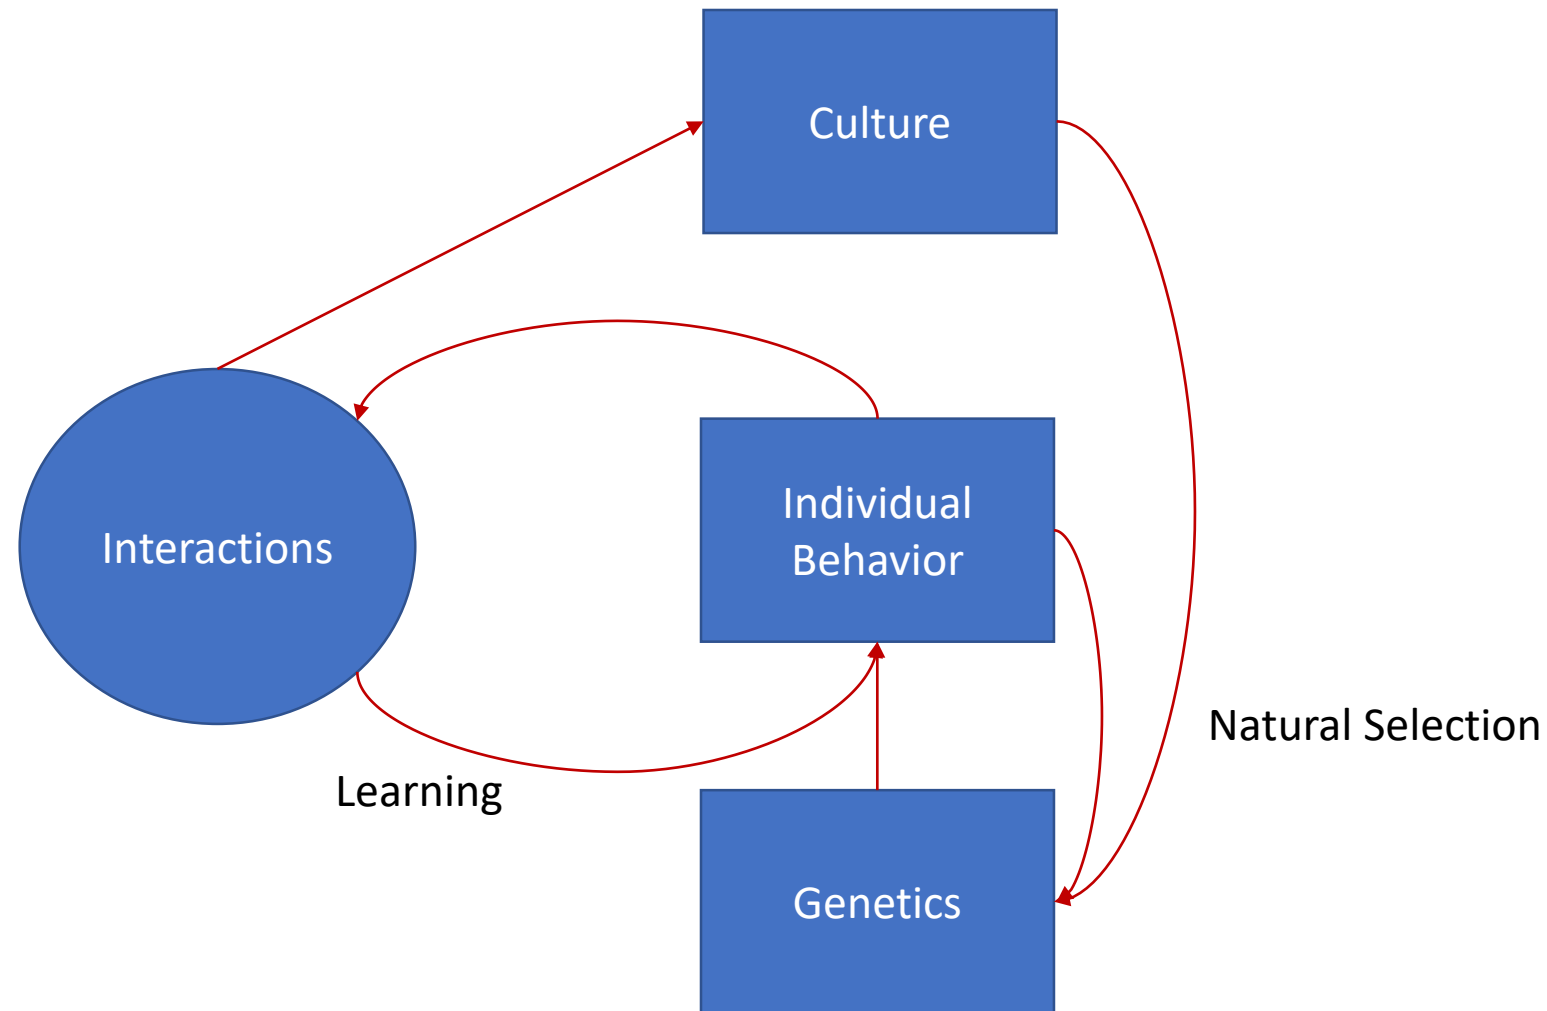 Culture
Individual
Behavior
Interactions
Natural Selection
Learning
Genetics